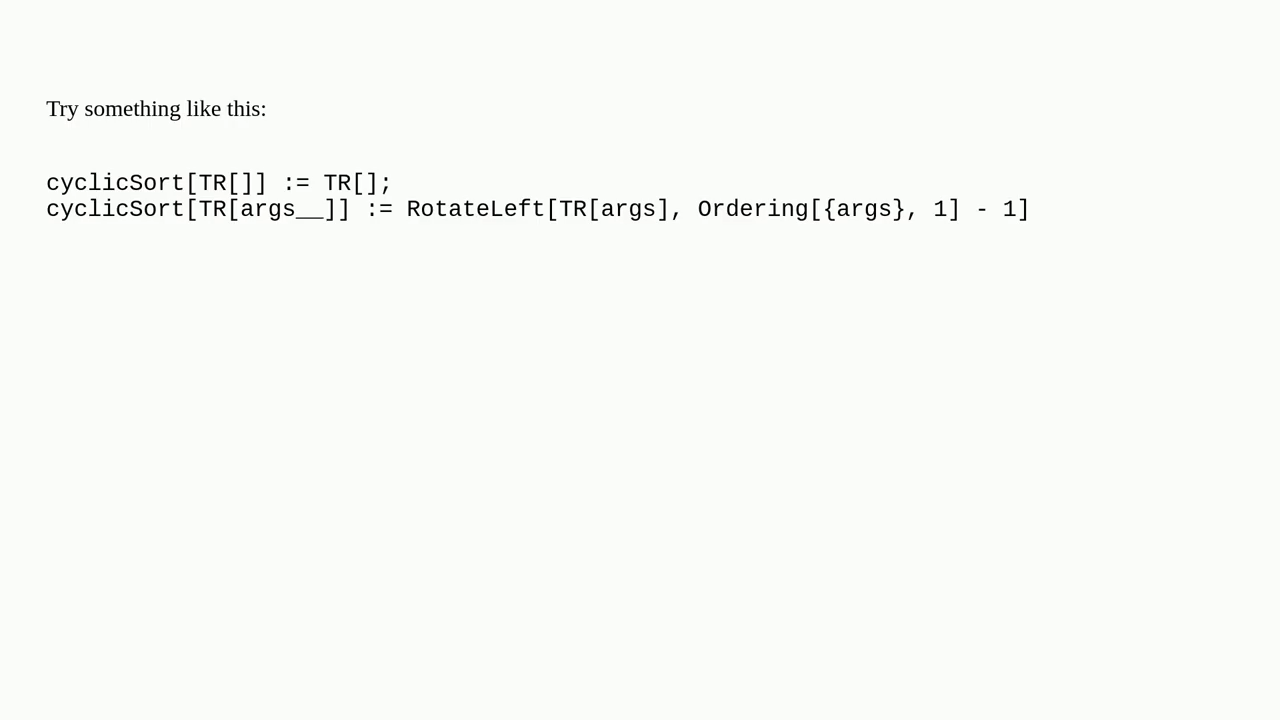 Try something like this:
cyclicSort[TR[]] := TR[];
cyclicSort[TR[args__]] := RotateLeft[TR[args], Ordering[{args}, 1] - 1]